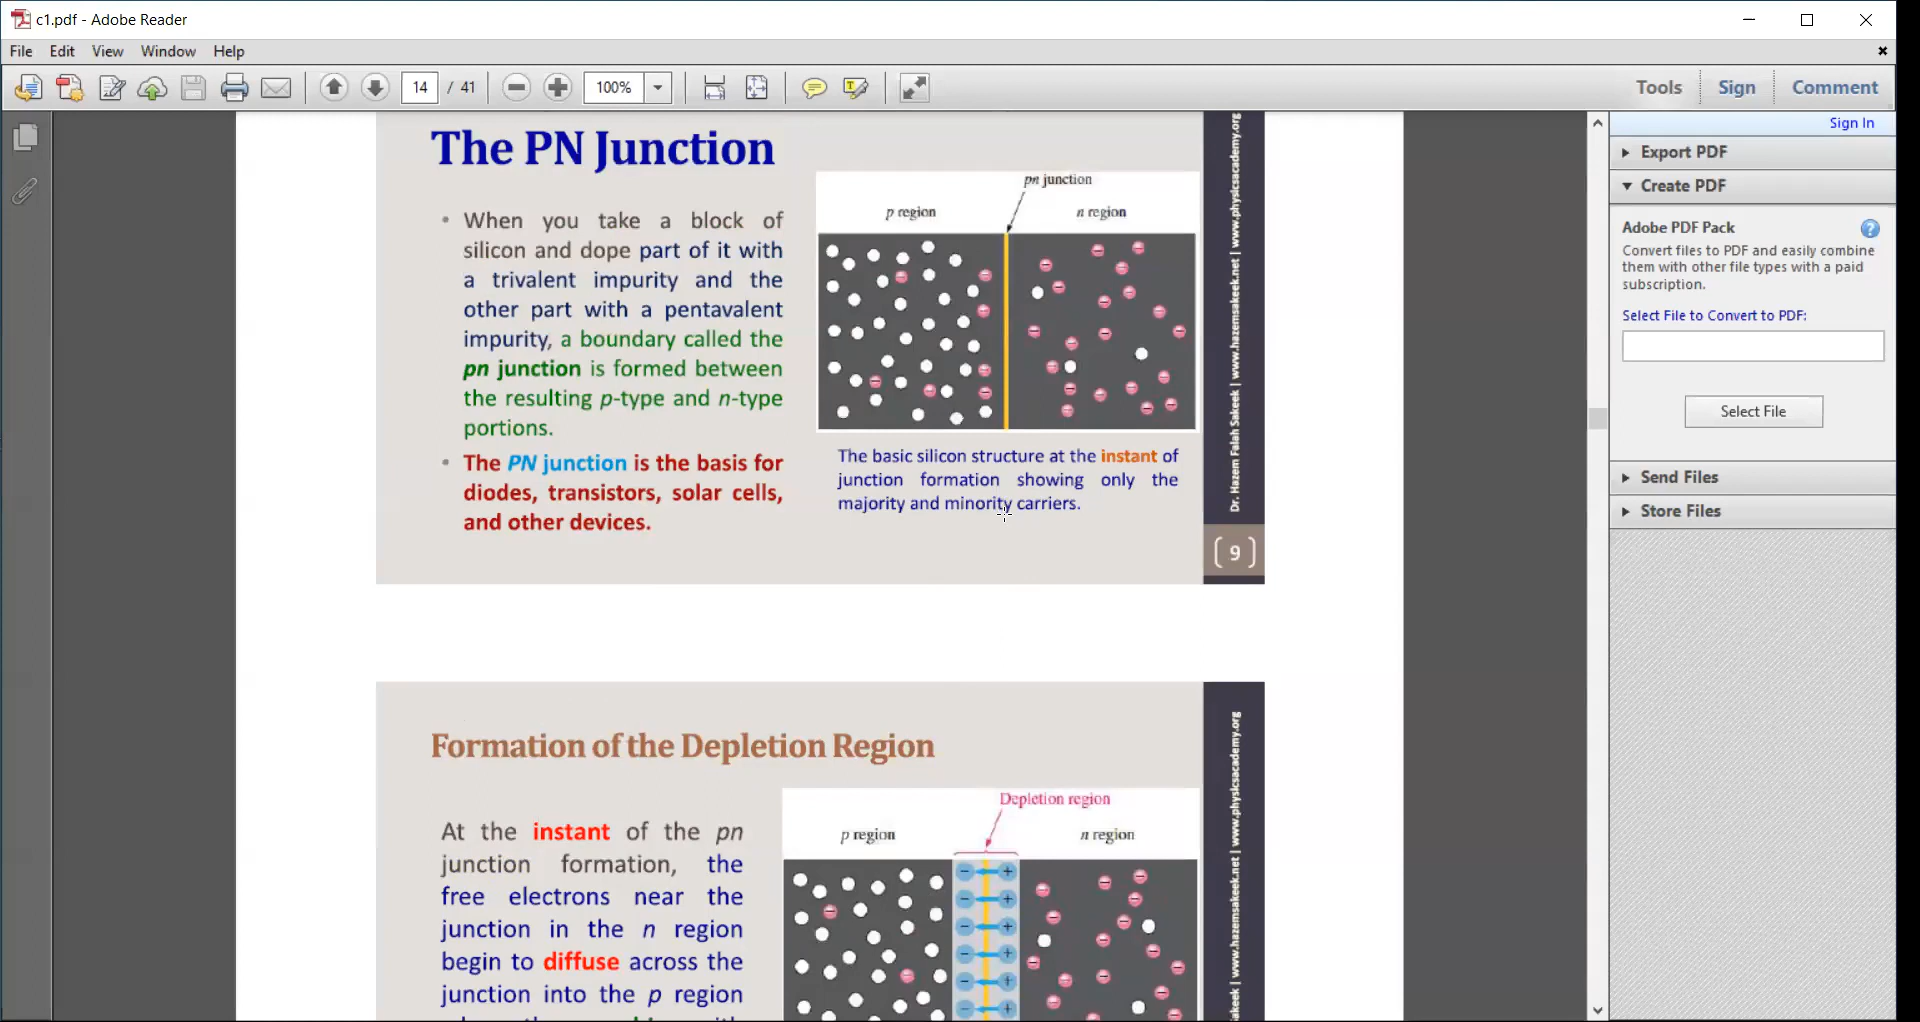 c1.pdf - Adobe Reader
File Edit View Window Help
14 / 41 100% Tools Sign Comment
Sign In
Export PDF
Create PDF
Adobe PDF Pack
Convert files to PDF and easily combine
them with other file types with a paid
subscription.
Select File to Convert to PDF:
Select File
Send Files
Store Files
The PN Junction
• When you take a block of
silicon and dope part of it with
a trivalent impurity and the
other part with a pentavalent
impurity, a boundary called the
pn junction is formed between
the resulting p-type and n-type
portions.
• The PN junction is the basis for
diodes, transistors, solar cells,
and other devices.
pn junction
p region n region
The basic silicon structure at the instant of
junction formation showing only the
majority and minority carriers.
Dr. Hazem Falah Sakeek | www.hazemsakeek.net | www.physicsacademy.org
9
Formation of the Depletion Region
At the instant of the pn
junction formation, the
free electrons near the
junction in the n region
begin to diffuse across the
junction into the p region
Depletion region
p region n region
akeek | www.hazemsakeek.net | www.physicsacademy.org